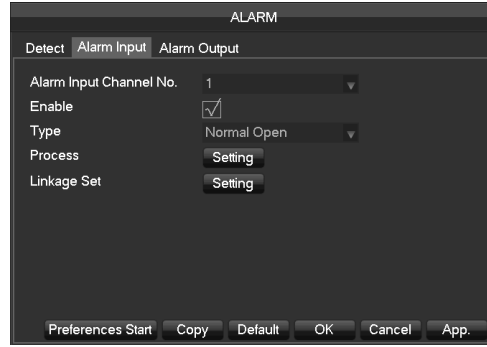 ALARM
Detect Alarm Input Alarm Output
Alarm Input Channel No. 1
Enable
Type Normal Open
Process Setting
Linkage Set Setting
Preferences Start Copy Default OK Cancel App.